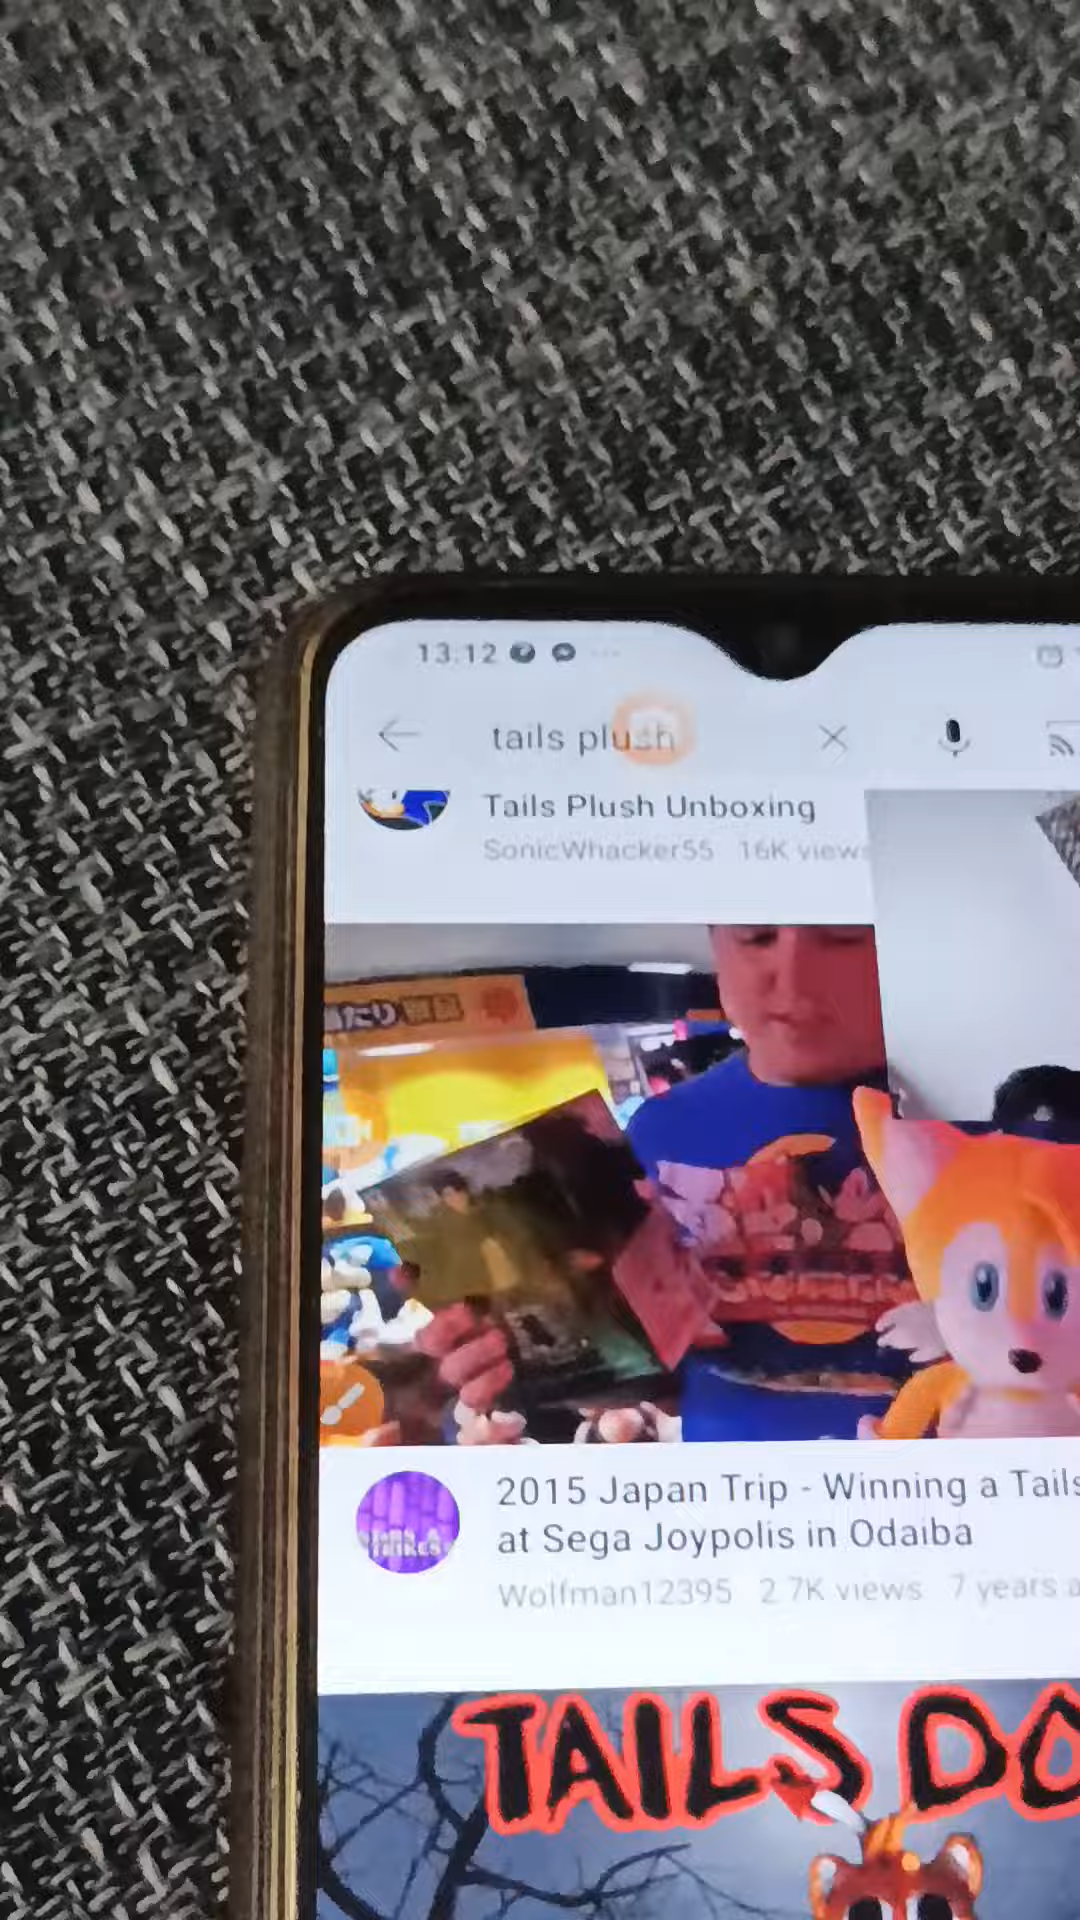 13:12
tails plush
Tails Plush Unboxing
SonicWhacker55 16K views
2015 Japan Trip - Winning a Tails
at Sega Joypolis in Odaiba
Wolfman12395 2.7K views 7 years a
TAILS DO